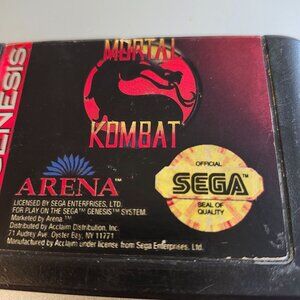 GENESIS
MORTAL
KOMBAT
ARENA™
LICENSED BY SEGA ENTERPRISES, LTD.
FOR PLAY ON THE SEGA™ GENESIS™ SYSTEM.
Marketed by Arena.™
Distributed by Acclaim Distribution, Inc.
71 Audrey Ave. Oyster Bay, NY 11771
Manufactured by Acclaim under license from Sega Enterprises, Ltd.
OFFICIAL
SEGA
SEAL OF
QUALITY